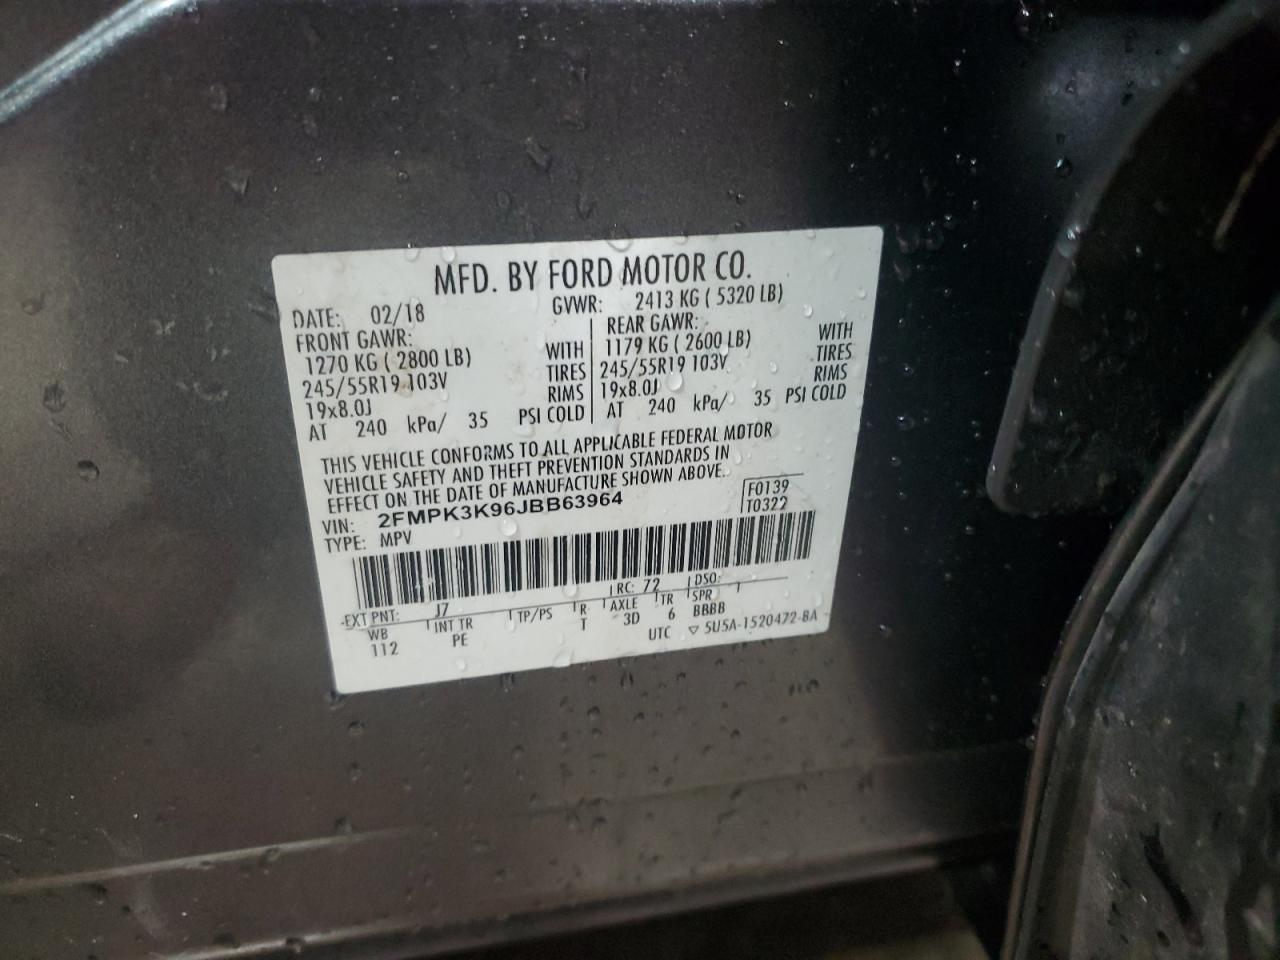 MFD. BY FORD MOTOR CO.
DATE: 02/18 GVWR: 2413 KG ( 5320 LB)
FRONT GAWR: REAR GAWR:
1270 KG ( 2800 LB) WITH 1179 KG ( 2600 LB) WITH
245/55R19 103V TIRES 245/55R19 103V TIRES
19x8.0J RIMS 19x8.0J RIMS
AT 240 kPa/ 35 PSI COLD AT 240 kPa/ 35 PSI COLD
THIS VEHICLE CONFORMS TO ALL APPLICABLE FEDERAL MOTOR
VEHICLE SAFETY AND THEFT PREVENTION STANDARDS IN
EFFECT ON THE DATE OF MANUFACTURE SHOWN ABOVE.
VIN: 2FMPK3K96JBB63964 F0139
TYPE: MPV T0322
EXT PNT: J7 RC: 72 DSO:
WB INT TR TP/PS R AXLE TR SPR
112 PE T 3D 6 BBBB
UTC ▽ 5U5A-1520472-BA